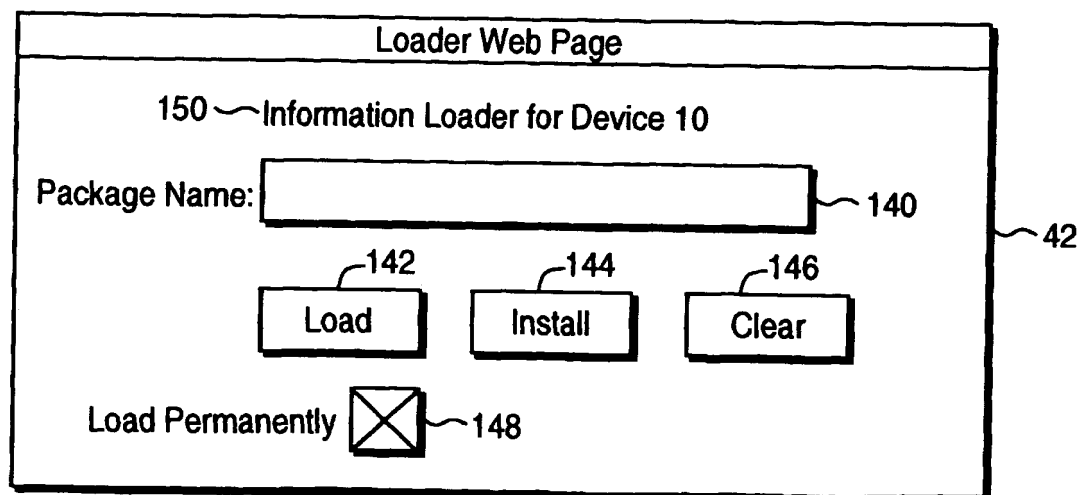 Loader Web Page
150 Information Loader for Device 10
Package Name: 140
42
142 144 146
Load Install Clear
Load Permanently 148